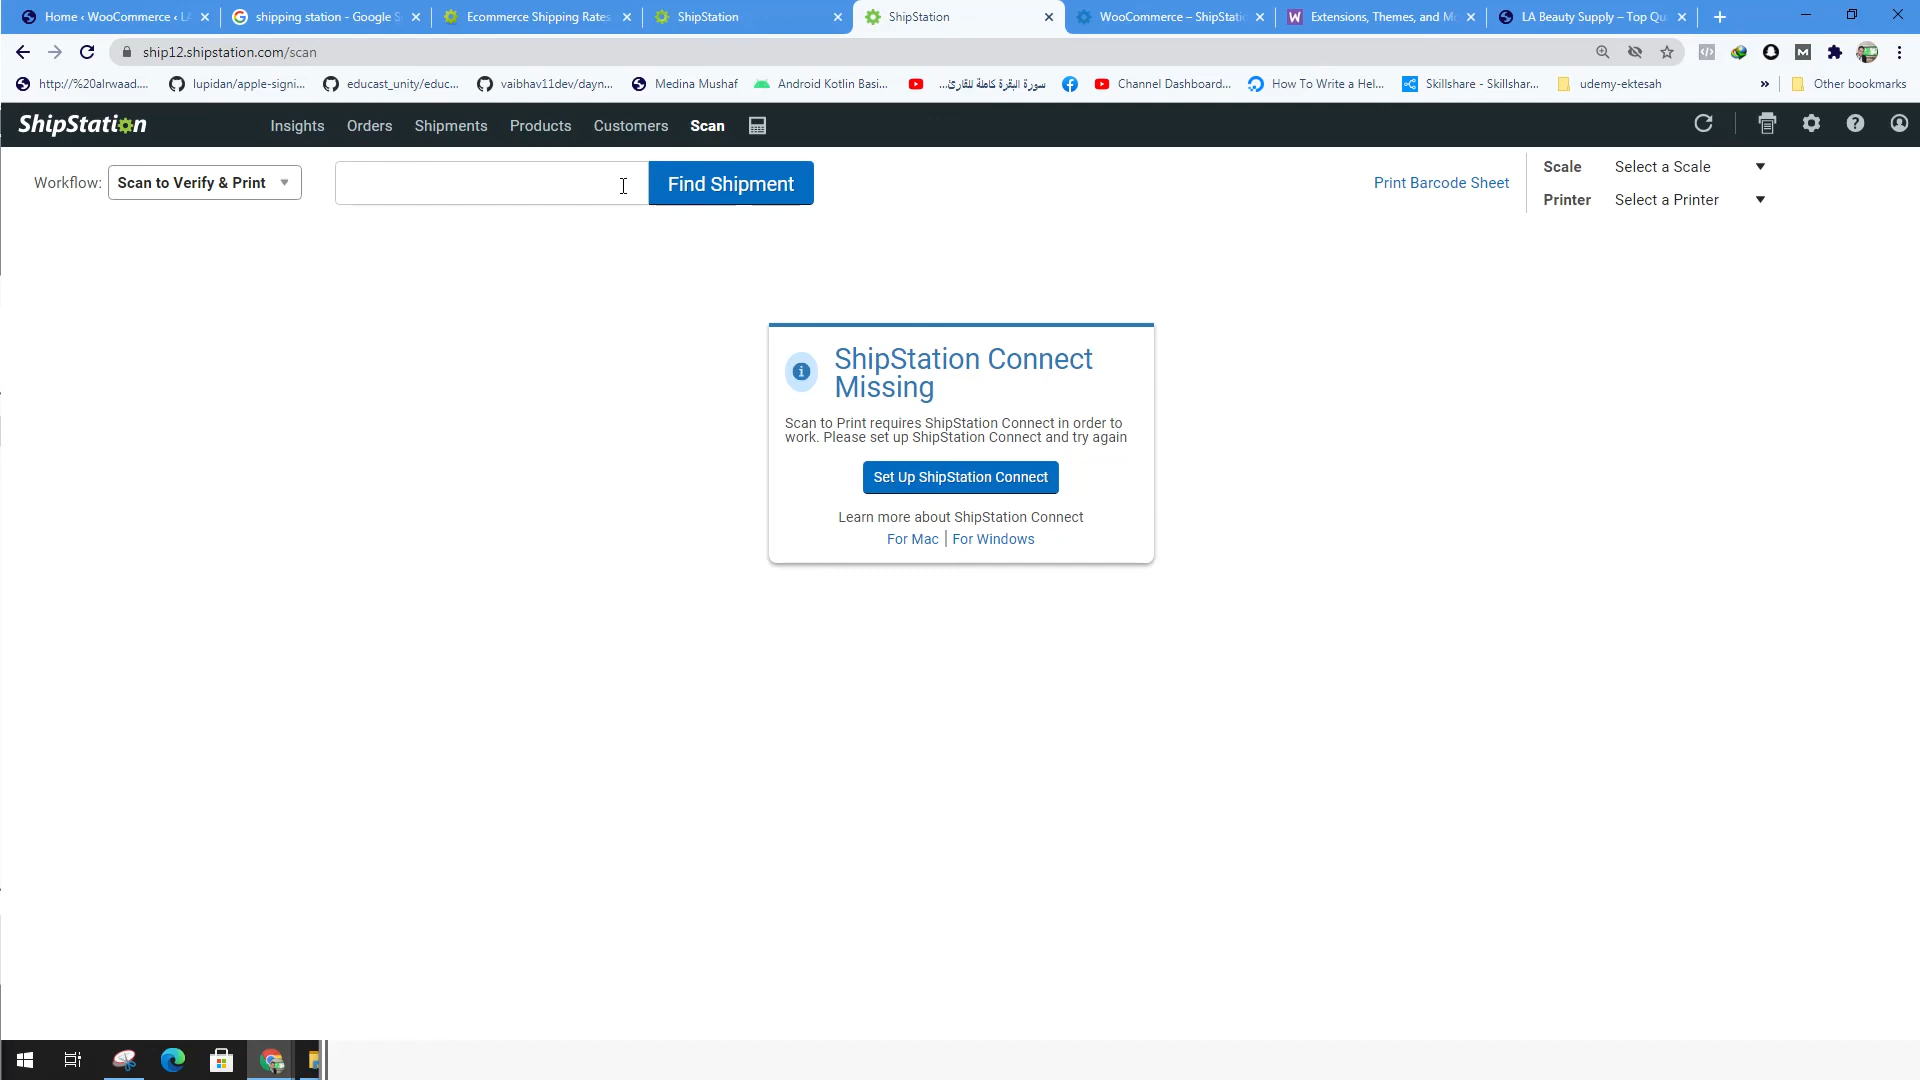 Home ‹ WooCommerce ‹ LA
shipping station - Google S
Ecommerce Shipping Rates
ShipStation
ShipStation
WooCommerce – ShipStatio
Extensions, Themes, and Mo
LA Beauty Supply – Top Qu
ship12.shipstation.com/scan
http://%20alrwaad....
lupidan/apple-signi...
educast_unity/educ...
vaibhav11dev/dayn...
Medina Mushaf
Android Kotlin Basi...
سورة البقرة كاملة للقارئ...
Channel Dashboard...
How To Write a Hel...
Skillshare - Skillshar...
udemy-ektesah
»
Other bookmarks
ShipStation
Insights
Orders
Shipments
Products
Customers
Scan
Workflow:
Scan to Verify & Print
Find Shipment
Print Barcode Sheet
Scale
Select a Scale
Printer
Select a Printer
ShipStation Connect
Missing
Scan to Print requires ShipStation Connect in order to
work. Please set up ShipStation Connect and try again
Set Up ShipStation Connect
Learn more about ShipStation Connect
For Mac | For Windows